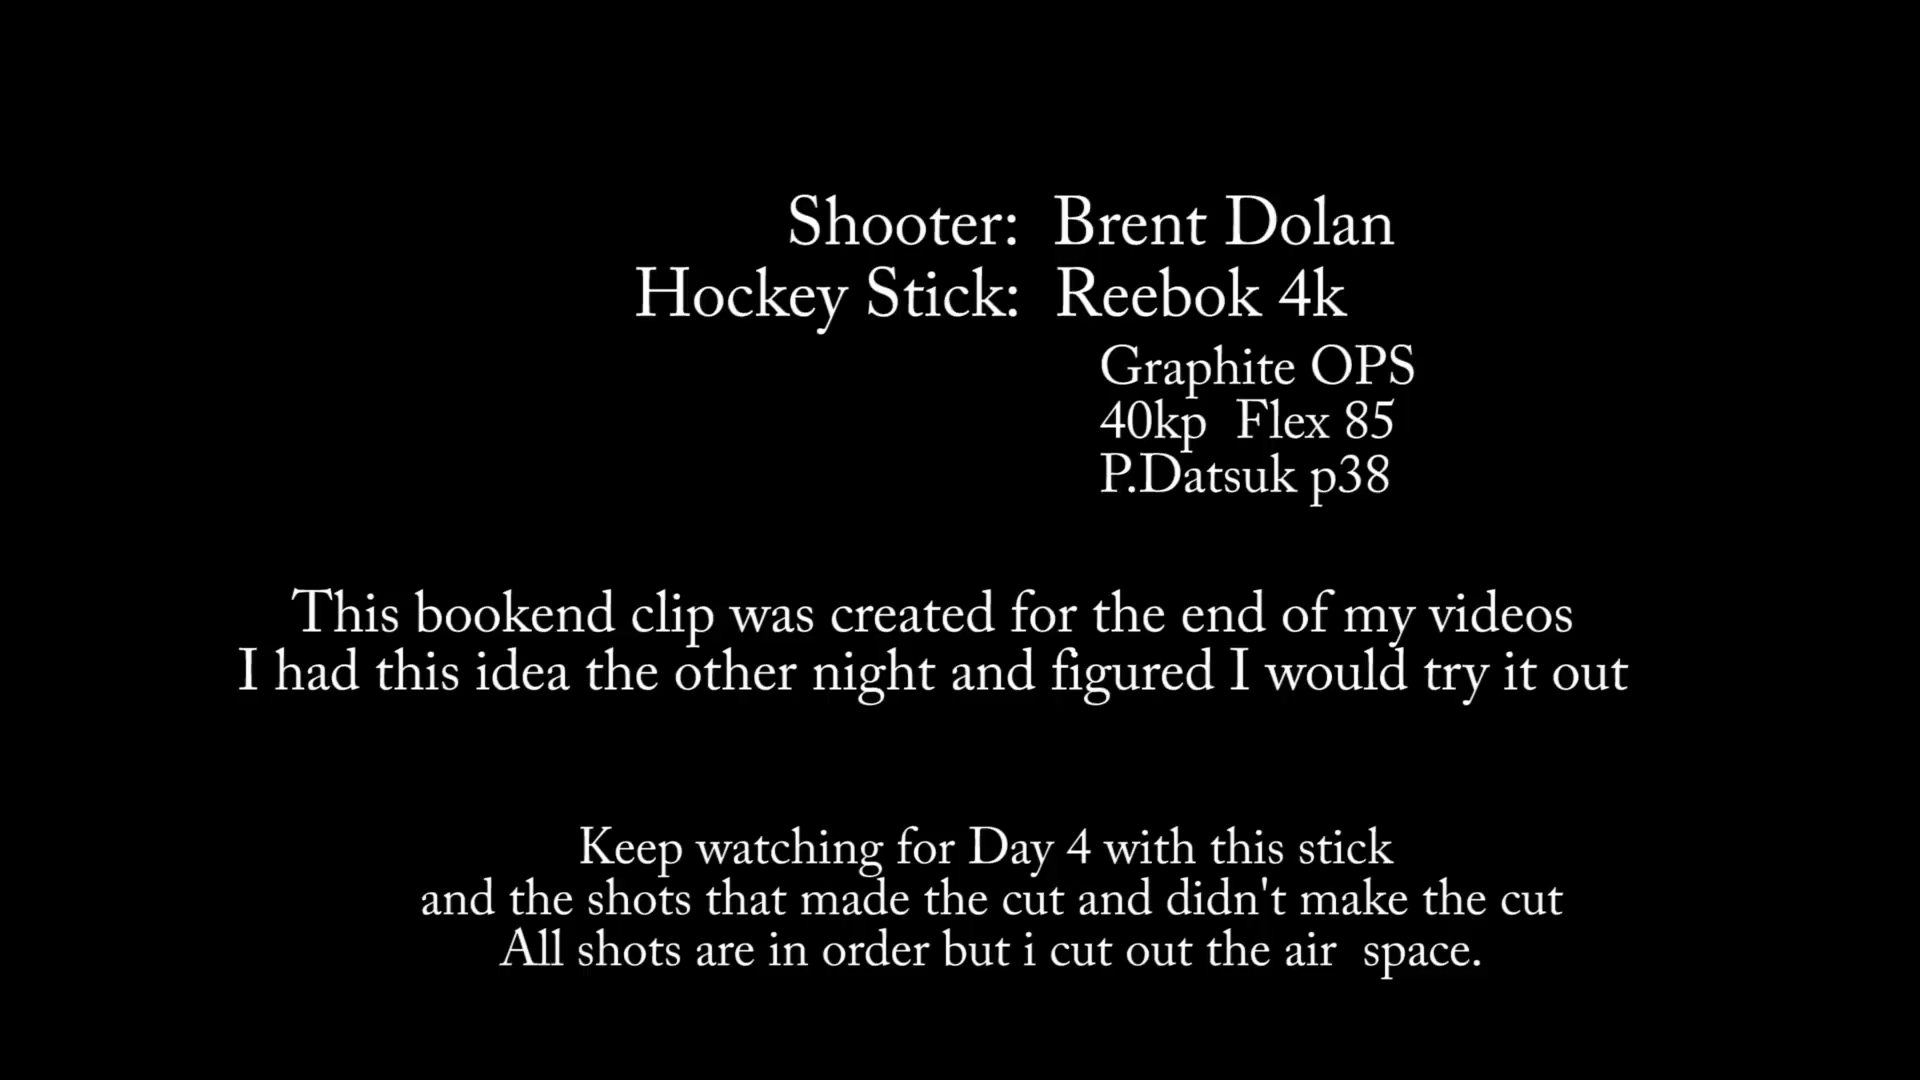 Shooter: Brent Dolan
Hockey Stick: Reebok 4k
Graphite OPS
40kp Flex 85
P.Datsuk p38
This bookend clip was created for the end of my videos
I had this idea the other night and figured I would try it out
Keep watching for Day 4 with this stick
and the shots that made the cut and didn't make the cut
All shots are in order but i cut out the air space.